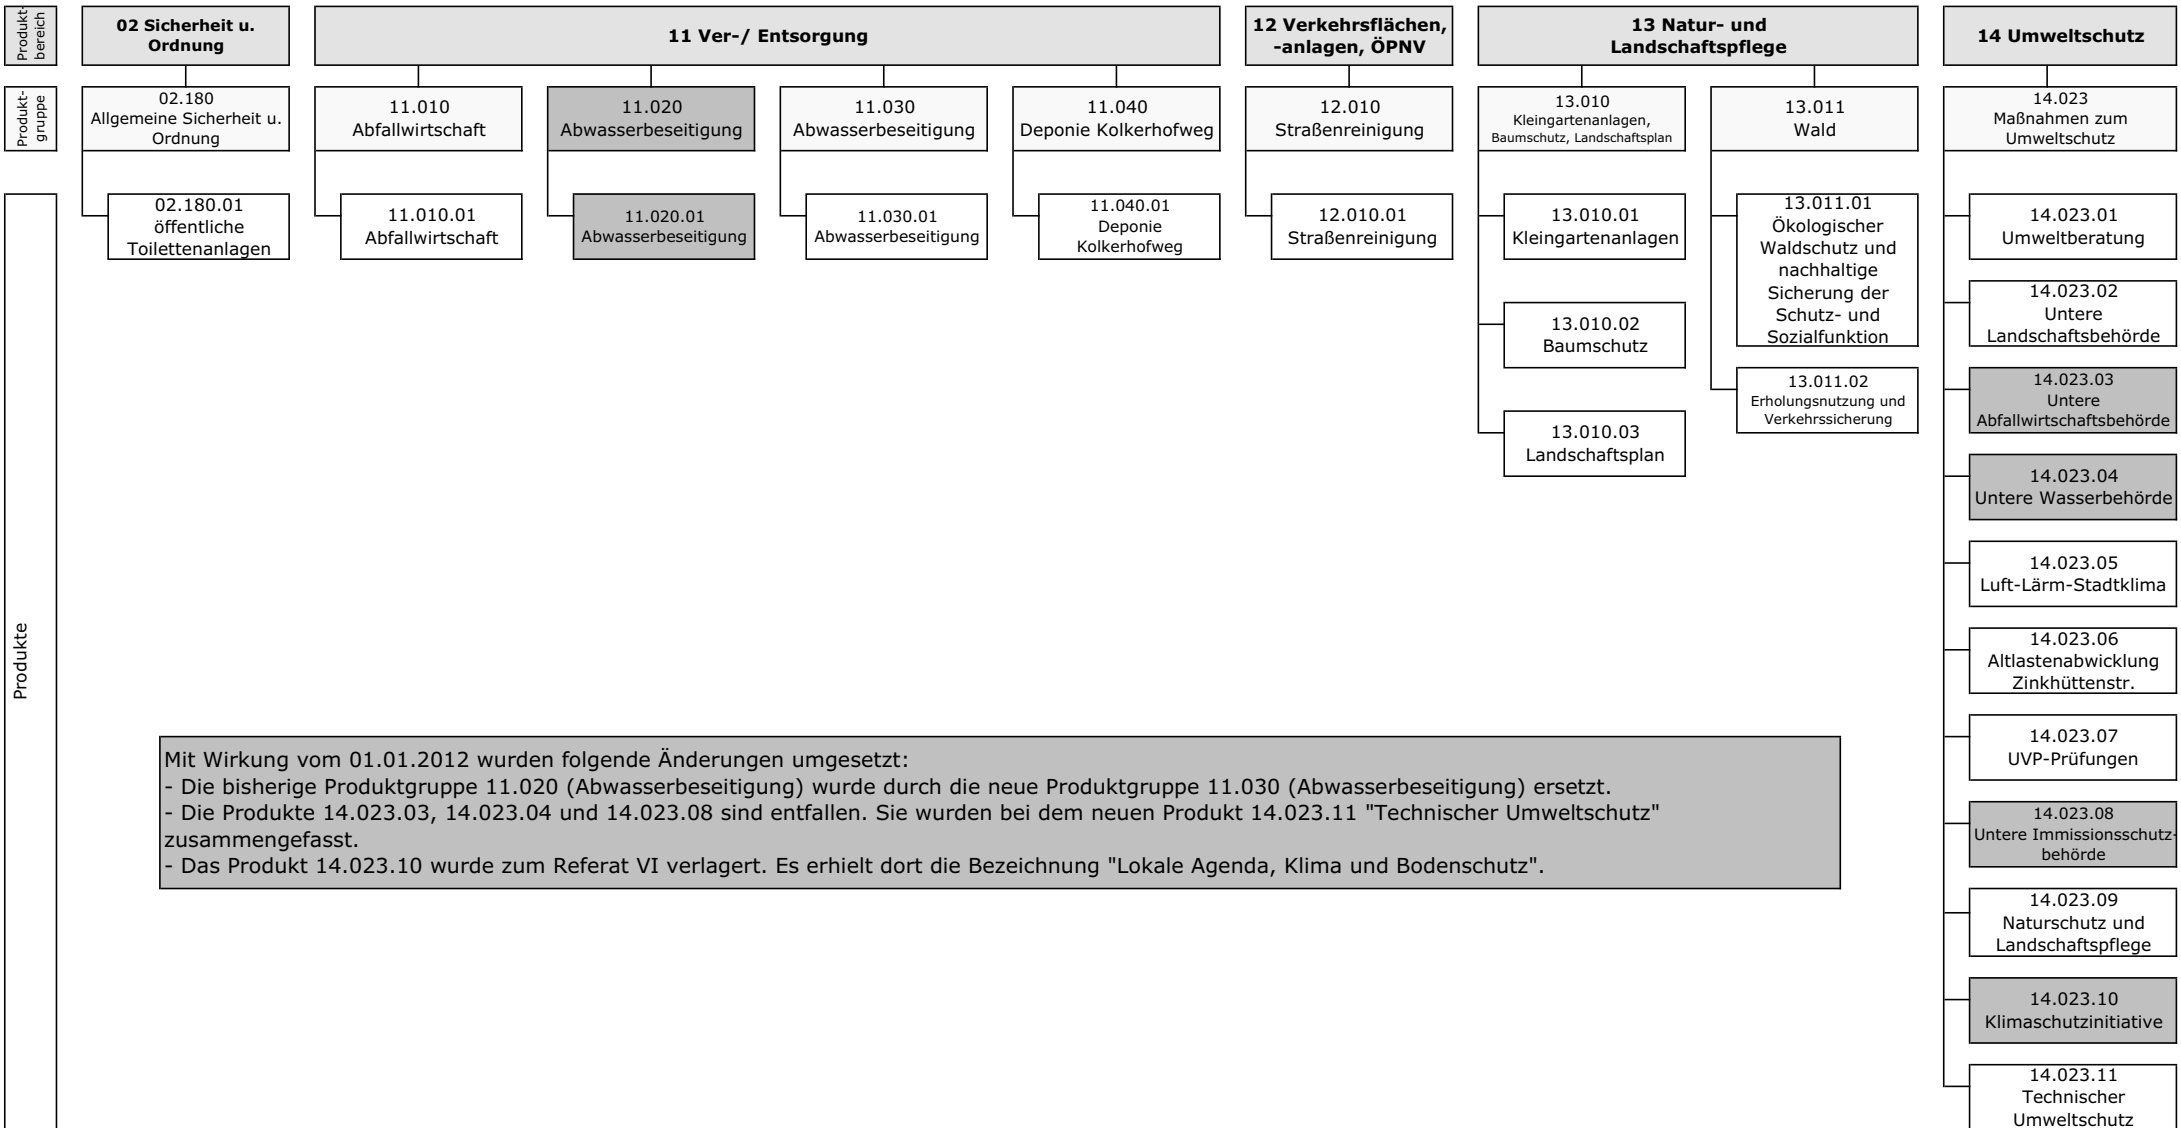 Produkt-
bereich
02 Sicherheit u.
Ordnung
11 Ver-/ Entsorgung
12 Verkehrsflächen,
-anlagen, ÖPNV
13 Natur- und
Landschaftspflege
14 Umweltschutz
Produkt-
gruppe
02.180
Allgemeine Sicherheit u.
Ordnung
11.010
Abfallwirtschaft
11.020
Abwasserbeseitigung
11.030
Abwasserbeseitigung
11.040
Deponie Kolkerhofweg
12.010
Straßenreinigung
13.010
Kleingartenanlagen,
Baumschutz, Landschaftsplan
13.011
Wald
14.023
Maßnahmen zum
Umweltschutz
Produkte
02.180.01
öffentliche
Toilettenanlagen
11.010.01
Abfallwirtschaft
11.020.01
Abwasserbeseitigung
11.030.01
Abwasserbeseitigung
11.040.01
Deponie
Kolkerhofweg
12.010.01
Straßenreinigung
13.010.01
Kleingartenanlagen
13.010.02
Baumschutz
13.010.03
Landschaftsplan
13.011.01
Ökologischer
Waldschutz und
nachhaltige
Sicherung der
Schutz- und
Sozialfunktion
13.011.02
Erholungsnutzung und
Verkehrssicherung
14.023.01
Umweltberatung
14.023.02
Untere
Landschaftsbehörde
14.023.03
Untere
Abfallwirtschaftsbehörde
14.023.04
Untere Wasserbehörde
14.023.05
Luft-Lärm-Stadtklima
14.023.06
Altlastenabwicklung
Zinkhüttenstr.
14.023.07
UVP-Prüfungen
14.023.08
Untere Immissionsschutz-
behörde
14.023.09
Naturschutz und
Landschaftspflege
14.023.10
Klimaschutzinitiative
14.023.11
Technischer
Umweltschutz
Mit Wirkung vom 01.01.2012 wurden folgende Änderungen umgesetzt:
- Die bisherige Produktgruppe 11.020 (Abwasserbeseitigung) wurde durch die neue Produktgruppe 11.030 (Abwasserbeseitigung) ersetzt.
- Die Produkte 14.023.03, 14.023.04 und 14.023.08 sind entfallen. Sie wurden bei dem neuen Produkt 14.023.11 "Technischer Umweltschutz"
zusammengefasst.
- Das Produkt 14.023.10 wurde zum Referat VI verlagert. Es erhielt dort die Bezeichnung "Lokale Agenda, Klima und Bodenschutz".